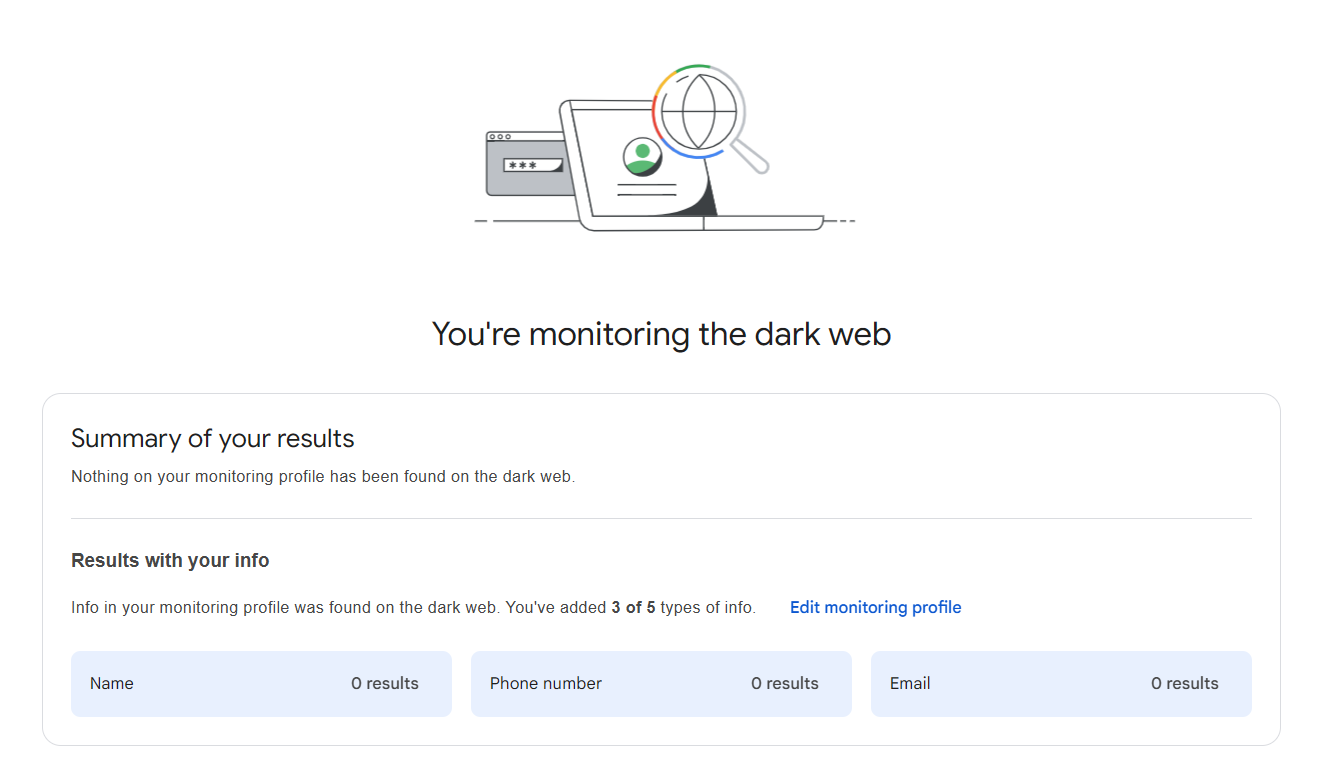 ***
You're monitoring the dark web
Summary of your results
Nothing on your monitoring profile has been found on the dark web.
Results with your info
Info in your monitoring profile was found on the dark web. You've added 3 of 5 types of info. Edit monitoring profile
Name 0 results Phone number 0 results Email 0 results